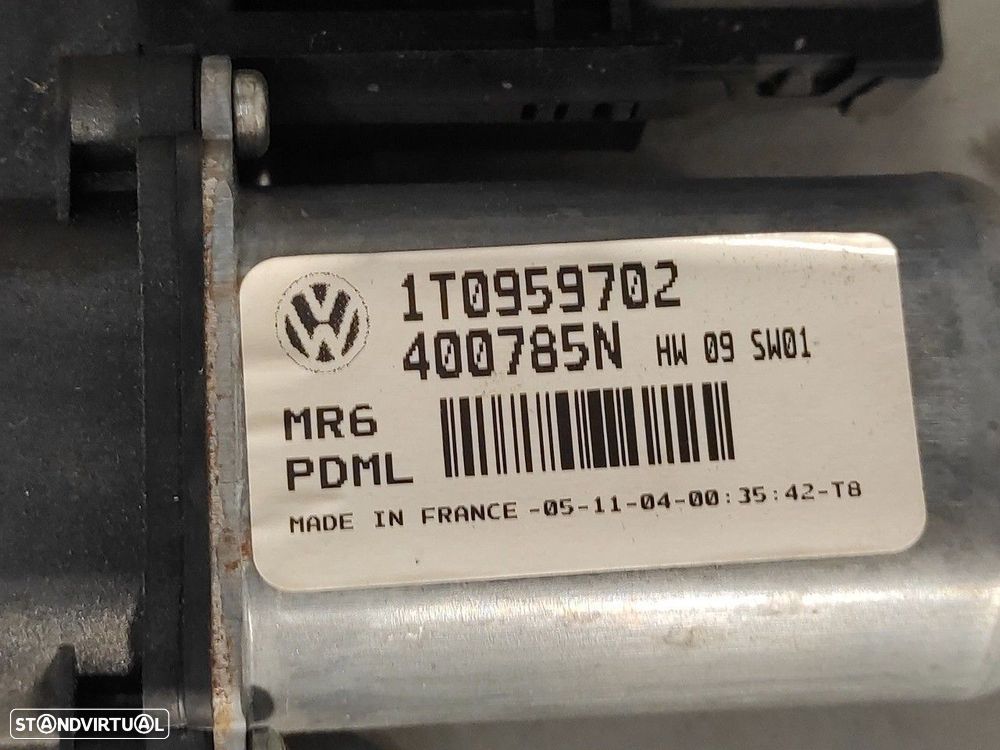 1T0959702
400785N HW 09 SW01
MR6
PDML
MADE IN FRANCE -05-11-04-00:35:42-T8
STANDVIRTUAL